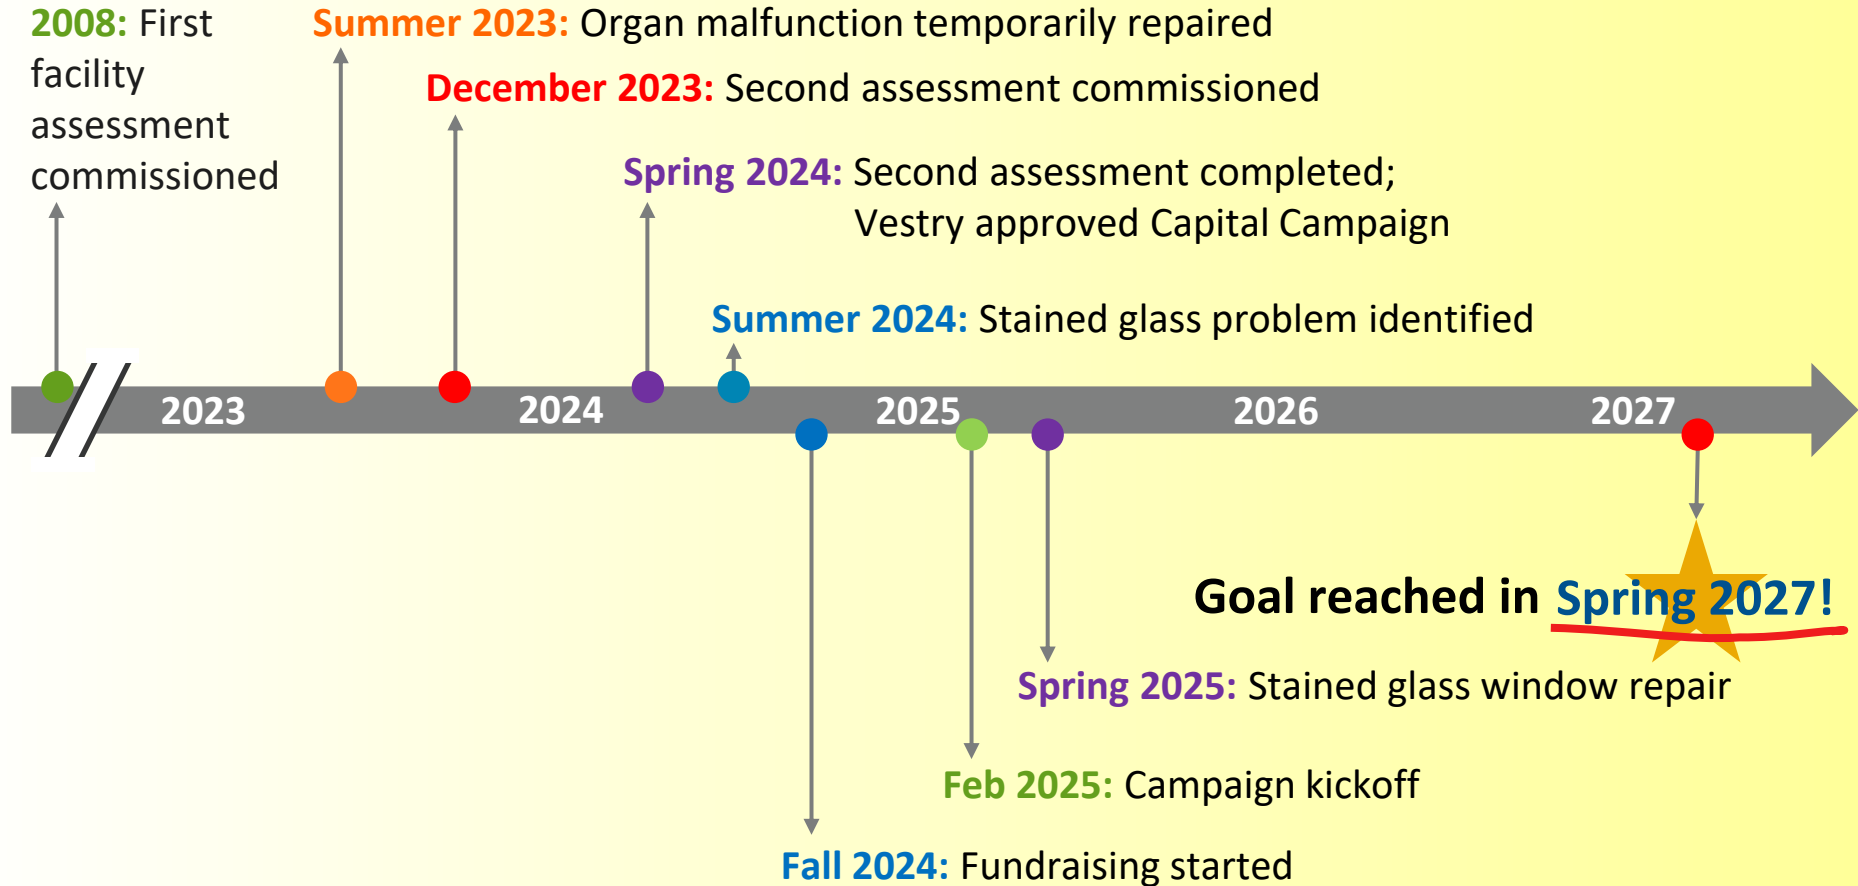 2008: First
facility
assessment
commissioned
Summer 2023: Organ malfunction temporarily repaired
December 2023: Second assessment commissioned
Spring 2024: Second assessment completed;
Vestry approved Capital Campaign
Summer 2024: Stained glass problem identified
2023
2024
2025
2026
2027
Goal reached in Spring 2027!
Spring 2025: Stained glass window repair
Feb 2025: Campaign kickoff
Fall 2024: Fundraising started